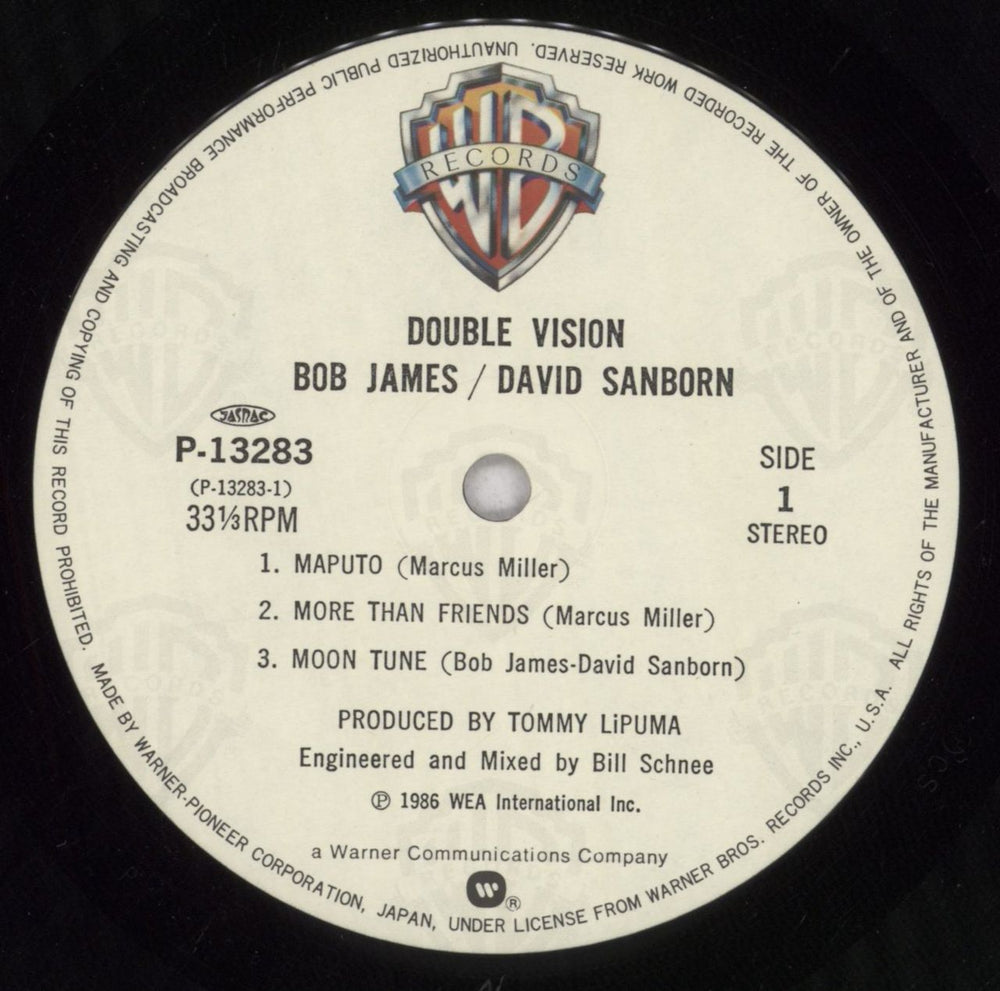 WB
RECORDS
DOUBLE VISION
BOB JAMES / DAVID SANBORN
JASRAC
P-13283
(P-13283-1)
33⅓RPM
SIDE
1
STEREO
1. MAPUTO (Marcus Miller)
2. MORE THAN FRIENDS (Marcus Miller)
3. MOON TUNE (Bob James-David Sanborn)
PRODUCED BY TOMMY LiPUMA
Engineered and Mixed by Bill Schnee
Ⓟ 1986 WEA International Inc.
a Warner Communications Company
W®
MADE BY WARNER-PIONEER CORPORATION, JAPAN, UNDER LICENSE FROM WARNER BROS. RECORDS INC., U.S.A. ALL RIGHTS OF THE MANUFACTURER AND OF THE OWNER OF THE RECORDED WORK RESERVED. UNAUTHORIZED PUBLIC PERFORMANCE BROADCASTING AND COPYING OF THIS RECORD PROHIBITED.